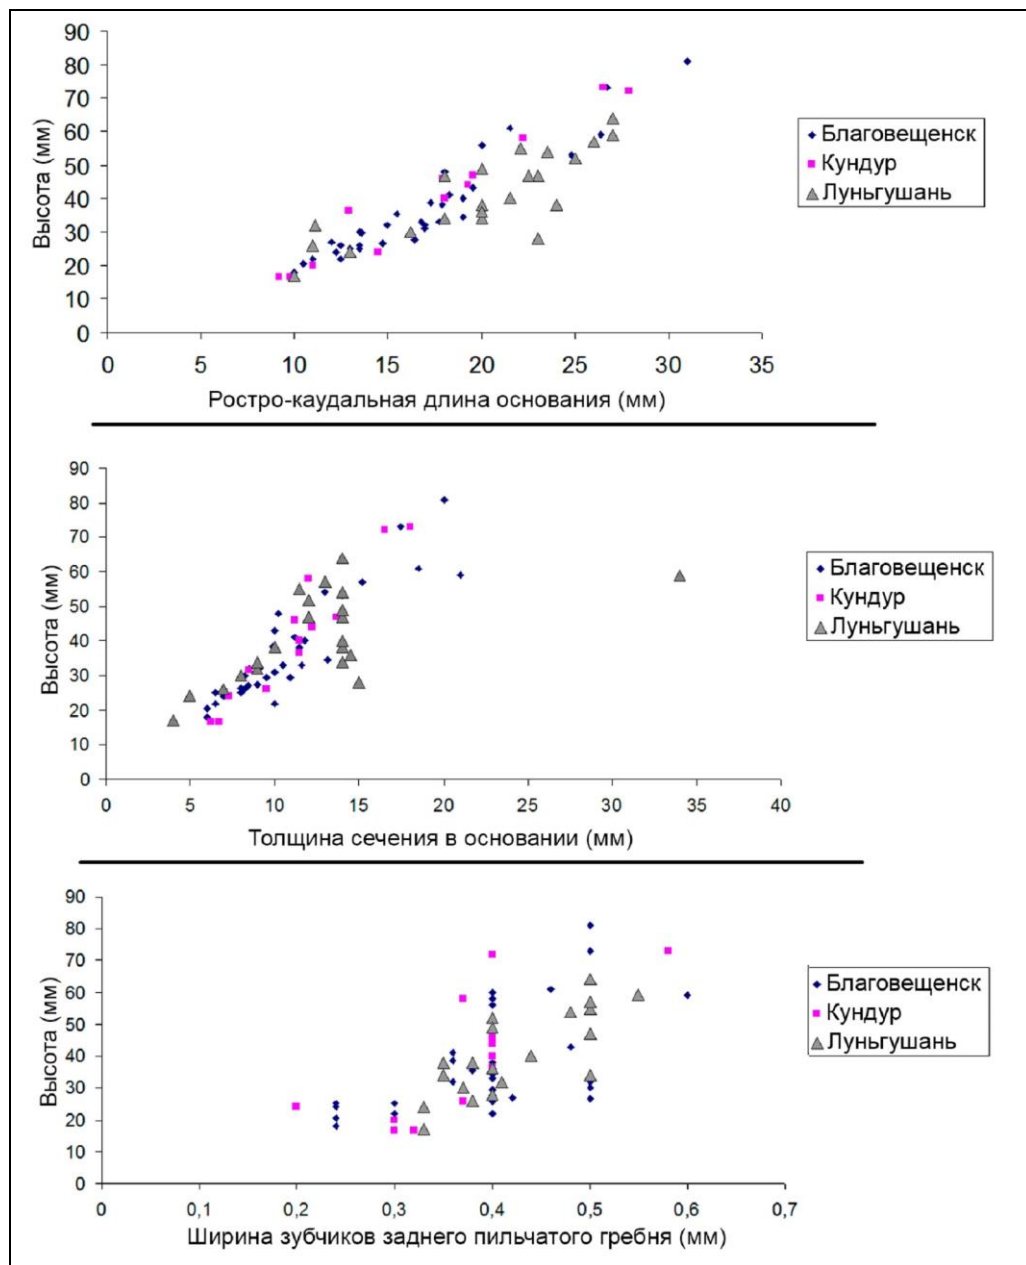 90
80
70
60
50
40
30
20
10
0
Высота (мм)
0 5 10 15 20 25 30 35
Ростро-каудальная длина основания (мм)
Благовещенск
Кундур
Луньгушань
90
80
70
60
50
40
30
20
10
0
Высота (мм)
0 5 10 15 20 25 30 35 40
Толщина сечения в основании (мм)
Благовещенск
Кундур
Луньгушань
90
80
70
60
50
40
30
20
10
0
Высота (мм)
0 0,1 0,2 0,3 0,4 0,5 0,6 0,7
Ширина зубчиков заднего пильчатого гребня (мм)
Благовещенск
Кундур
Луньгушань